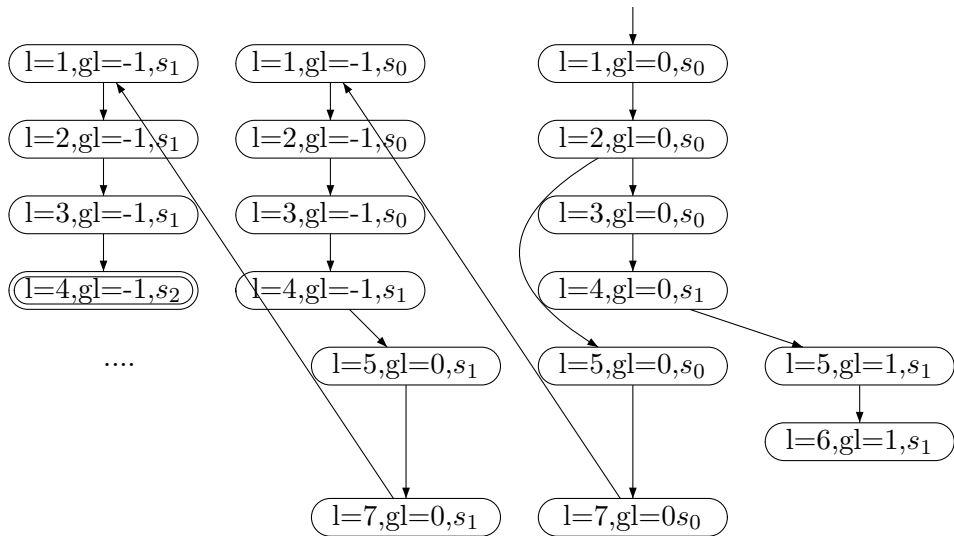 l=1,gl=-1,s₁ l=1,gl=-1,s₀ l=1,gl=0,s₀
l=2,gl=-1,s₁ l=2,gl=-1,s₀ l=2,gl=0,s₀
l=3,gl=-1,s₁ l=3,gl=-1,s₀ l=3,gl=0,s₀
l=4,gl=-1,s₂ l=4,gl=-1,s₁ l=4,gl=0,s₁
.... l=5,gl=0,s₁ l=5,gl=0,s₀ l=5,gl=1,s₁
l=6,gl=1,s₁
l=7,gl=0,s₁ l=7,gl=0s₀